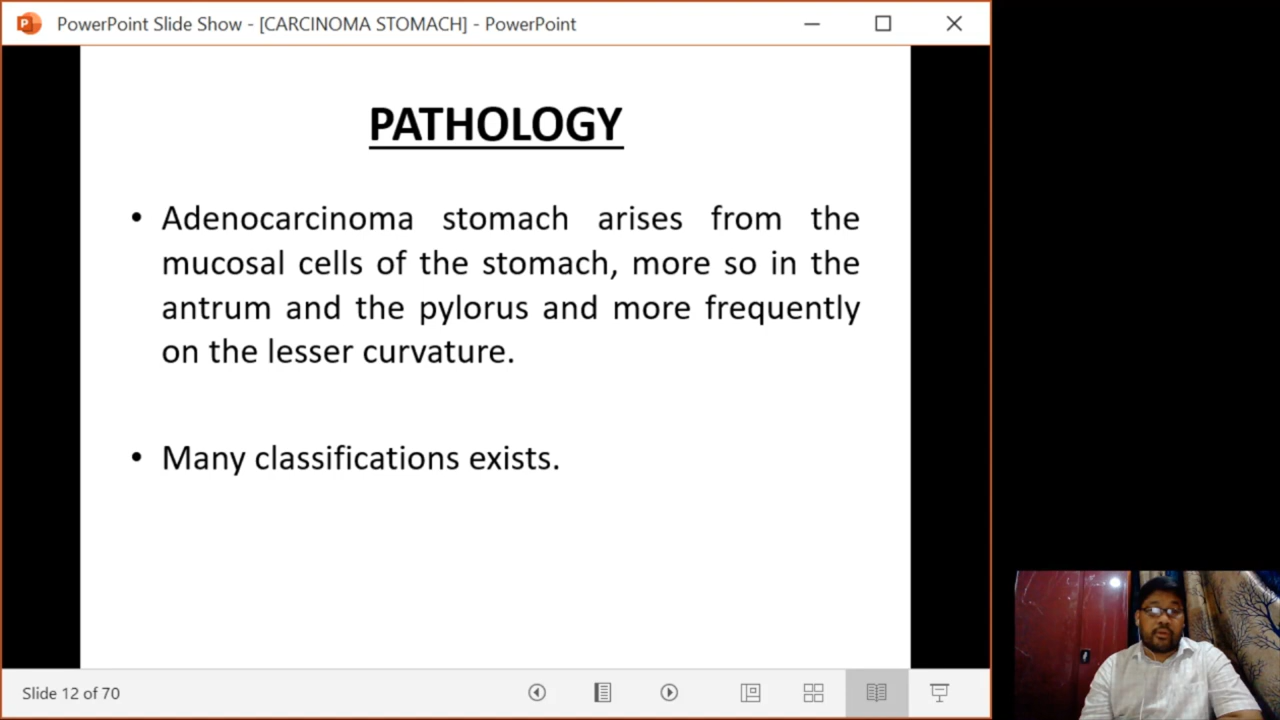 PowerPoint Slide Show - [CARCINOMA STOMACH] - PowerPoint
PATHOLOGY
• Adenocarcinoma stomach arises from the
mucosal cells of the stomach, more so in the
antrum and the pylorus and more frequently
on the lesser curvature.
• Many classifications exists.
Slide 12 of 70